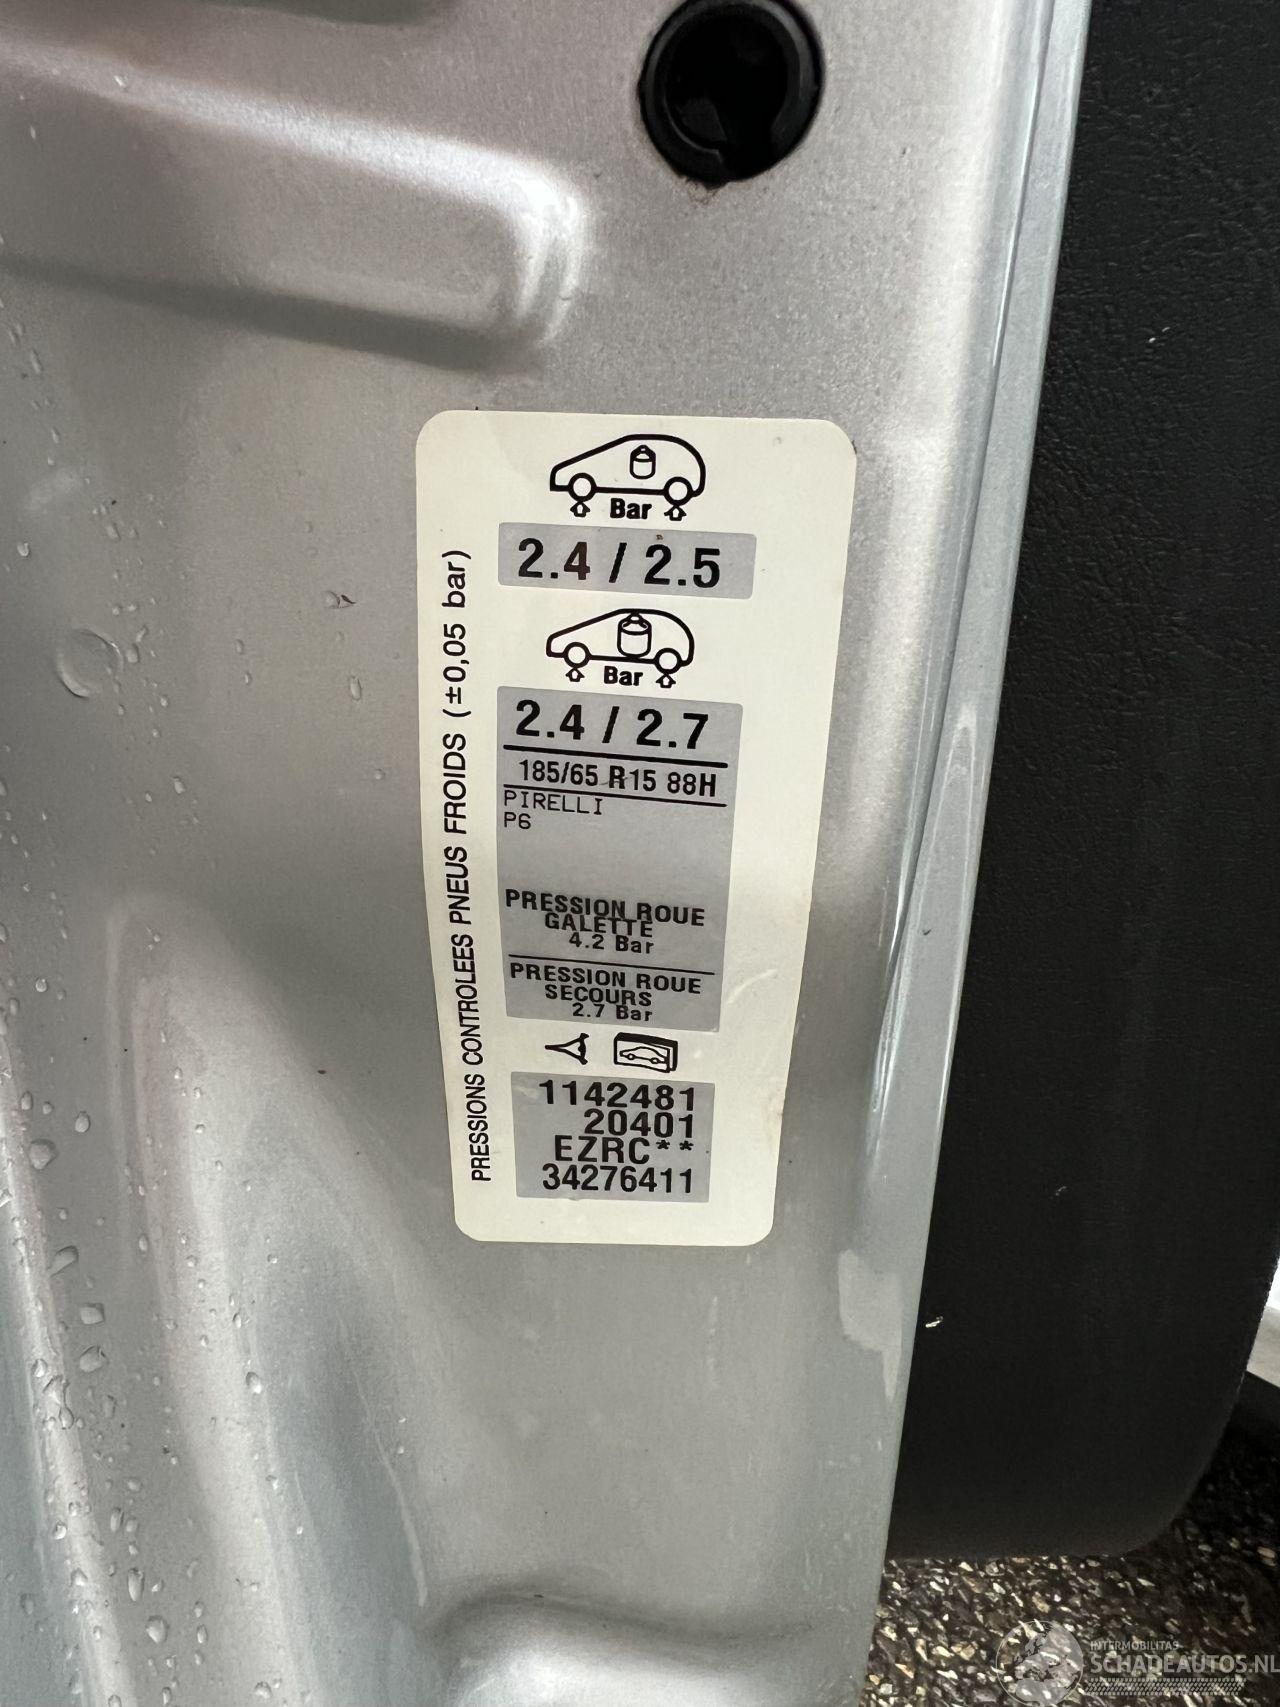 Bar
2.4 / 2.5
Bar
2.4 / 2.7
185/65 R15 88H
PIRELLI
P6
PRESSION ROUE
GALETTE
4.2 Bar
PRESSION ROUE
SECOURS
2.7 Bar
1142481
20401
EZRC**
34276411
PRESSIONS CONTROLEES PNEUS FROIDS (±0,05 bar)
INTERMOBILITAS
SCHADEAUTOS.NL